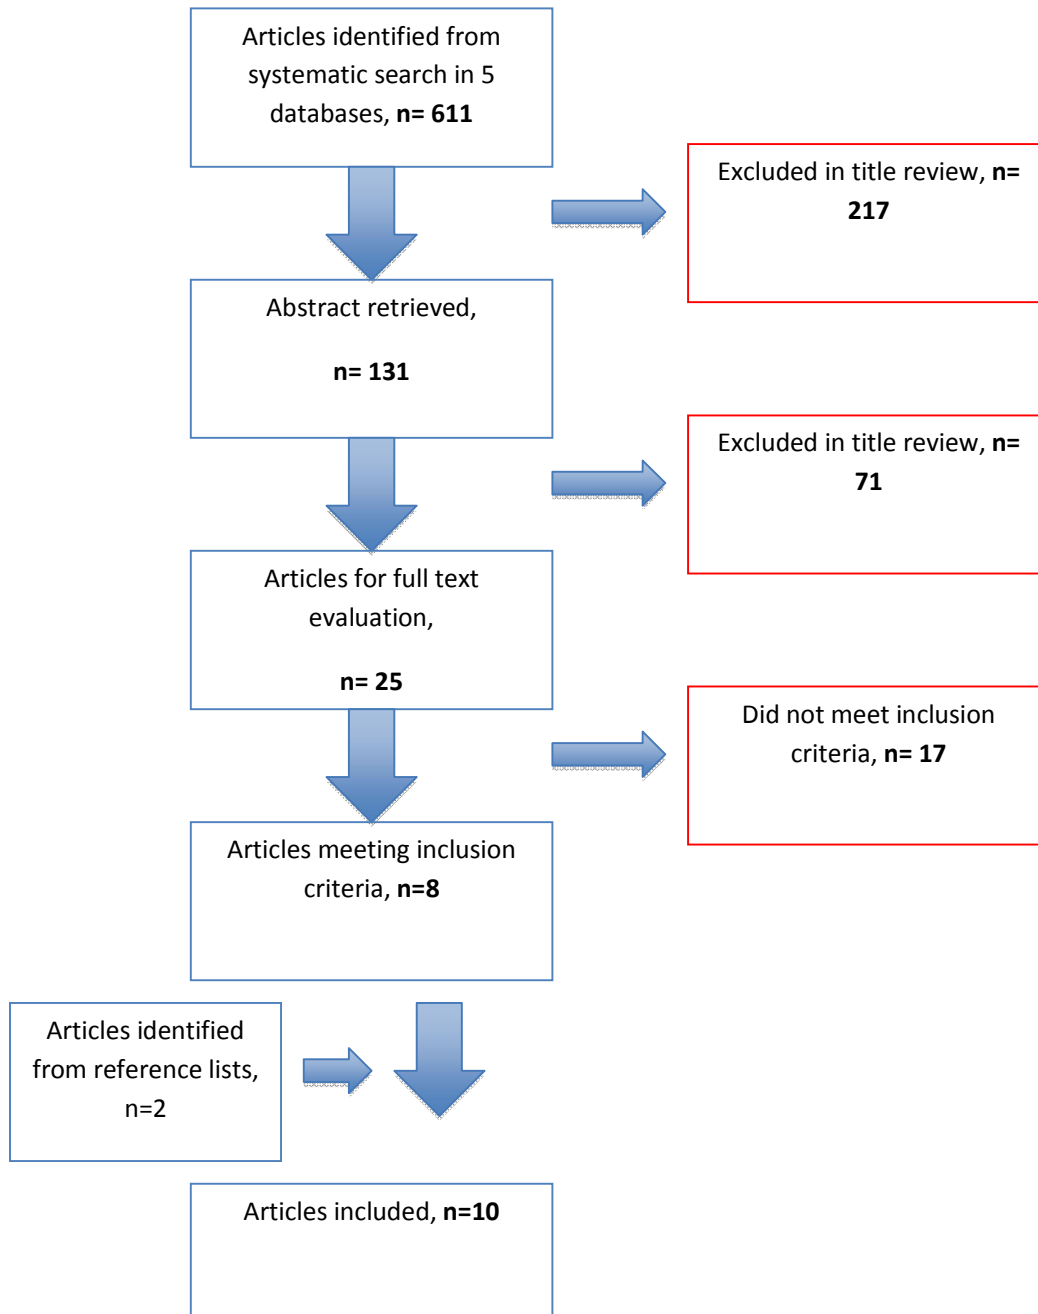 Articles identified from
systematic search in 5
databases, n= 611
Excluded in title review, n=
217
Abstract retrieved,
n= 131
Excluded in title review, n=
71
Articles for full text
evaluation,
n= 25
Did not meet inclusion
criteria, n= 17
Articles meeting inclusion
criteria, n=8
Articles identified
from reference lists,
n=2
Articles included, n=10